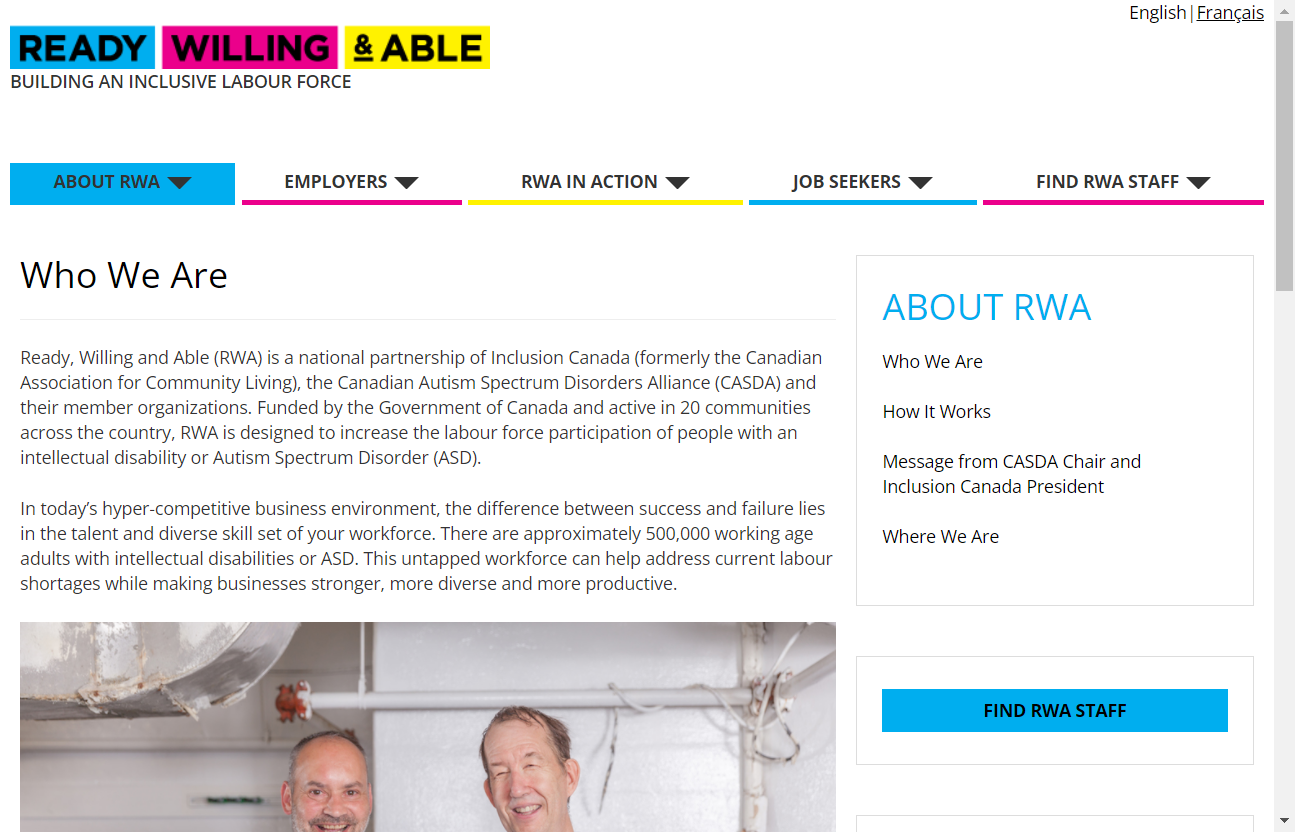 English|Français
READY WILLING & ABLE
BUILDING AN INCLUSIVE LABOUR FORCE
ABOUT RWA EMPLOYERS RWA IN ACTION JOB SEEKERS FIND RWA STAFF
Who We Are
Ready, Willing and Able (RWA) is a national partnership of Inclusion Canada (formerly the Canadian
Association for Community Living), the Canadian Autism Spectrum Disorders Alliance (CASDA) and
their member organizations. Funded by the Government of Canada and active in 20 communities
across the country, RWA is designed to increase the labour force participation of people with an
intellectual disability or Autism Spectrum Disorder (ASD).
In today’s hyper-competitive business environment, the difference between success and failure lies
in the talent and diverse skill set of your workforce. There are approximately 500,000 working age
adults with intellectual disabilities or ASD. This untapped workforce can help address current labour
shortages while making businesses stronger, more diverse and more productive.
ABOUT RWA
Who We Are
How It Works
Message from CASDA Chair and
Inclusion Canada President
Where We Are
FIND RWA STAFF